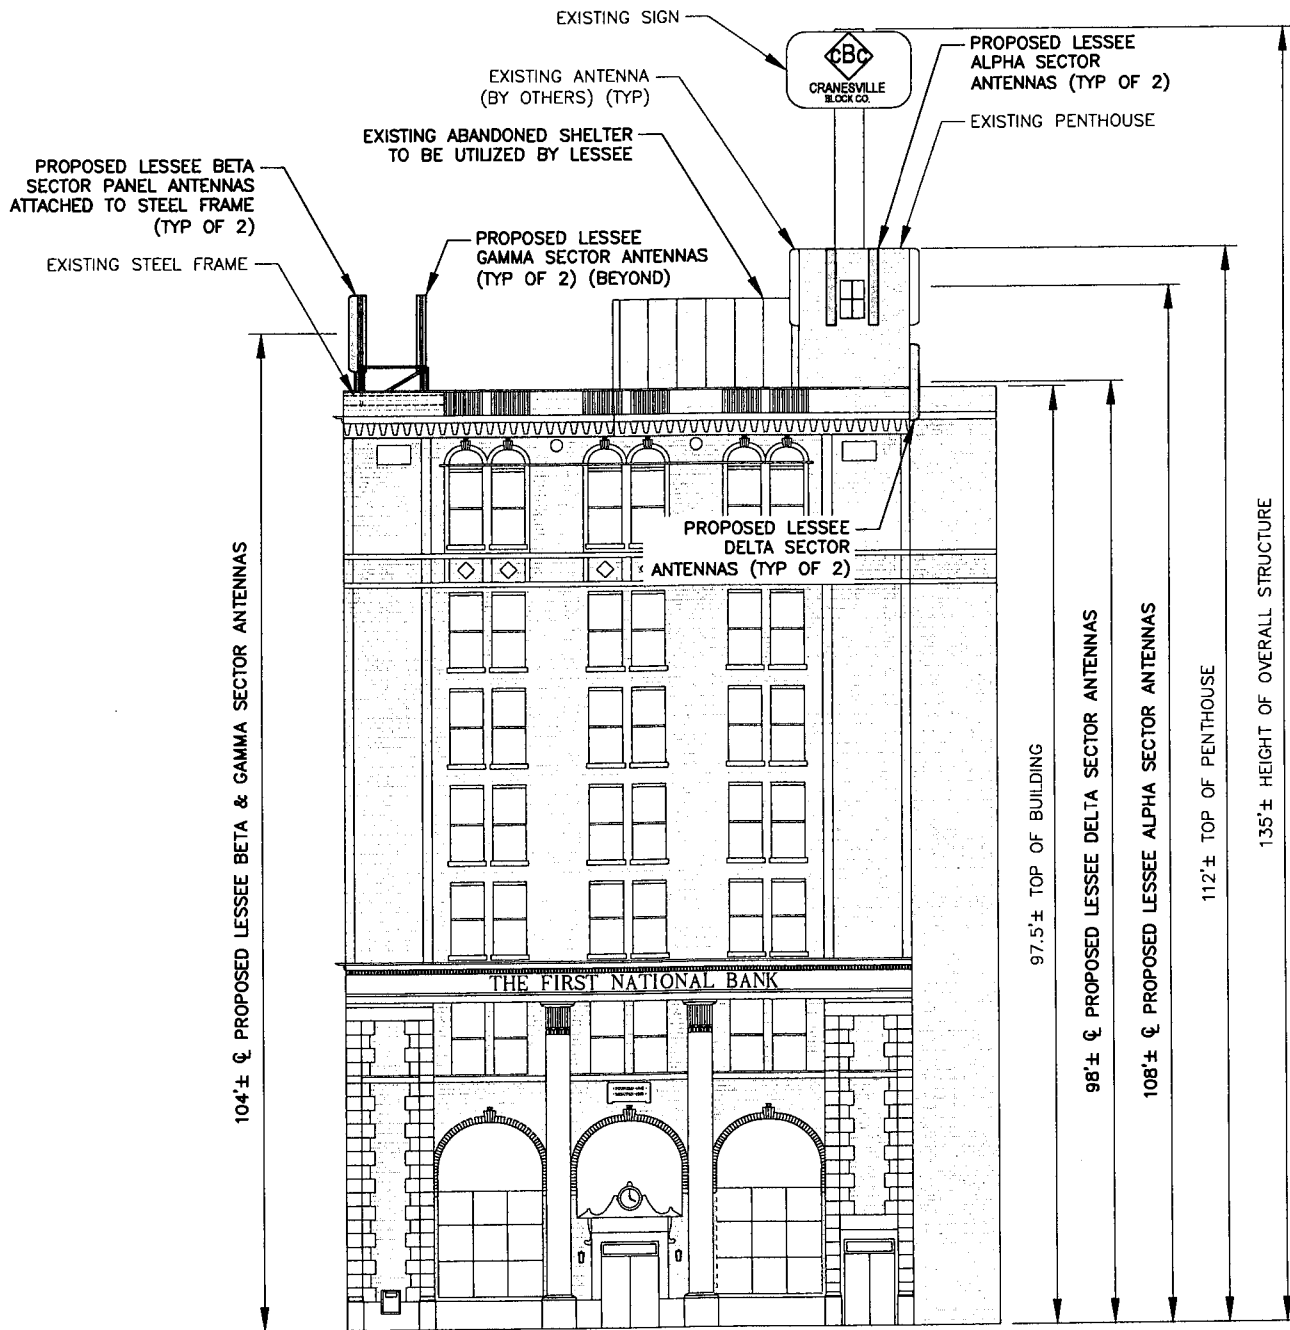 EXISTING SIGN
CBC
CRANESVILLE
BLOCK CO.
PROPOSED LESSEE
ALPHA SECTOR
ANTENNAS (TYP OF 2)
EXISTING ANTENNA
(BY OTHERS) (TYP)
EXISTING PENTHOUSE
EXISTING ABANDONED SHELTER
TO BE UTILIZED BY LESSEE
PROPOSED LESSEE BETA
SECTOR PANEL ANTENNAS
ATTACHED TO STEEL FRAME
(TYP OF 2)
PROPOSED LESSEE
GAMMA SECTOR ANTENNAS
(TYP OF 2) (BEYOND)
EXISTING STEEL FRAME
PROPOSED LESSEE
DELTA SECTOR
ANTENNAS (TYP OF 2)
104'± ℄ PROPOSED LESSEE BETA & GAMMA SECTOR ANTENNAS
97.5'± TOP OF BUILDING
98'± ℄ PROPOSED LESSEE DELTA SECTOR ANTENNAS
108'± ℄ PROPOSED LESSEE ALPHA SECTOR ANTENNAS
112'± TOP OF PENTHOUSE
135'± HEIGHT OF OVERALL STRUCTURE
THE FIRST NATIONAL BANK